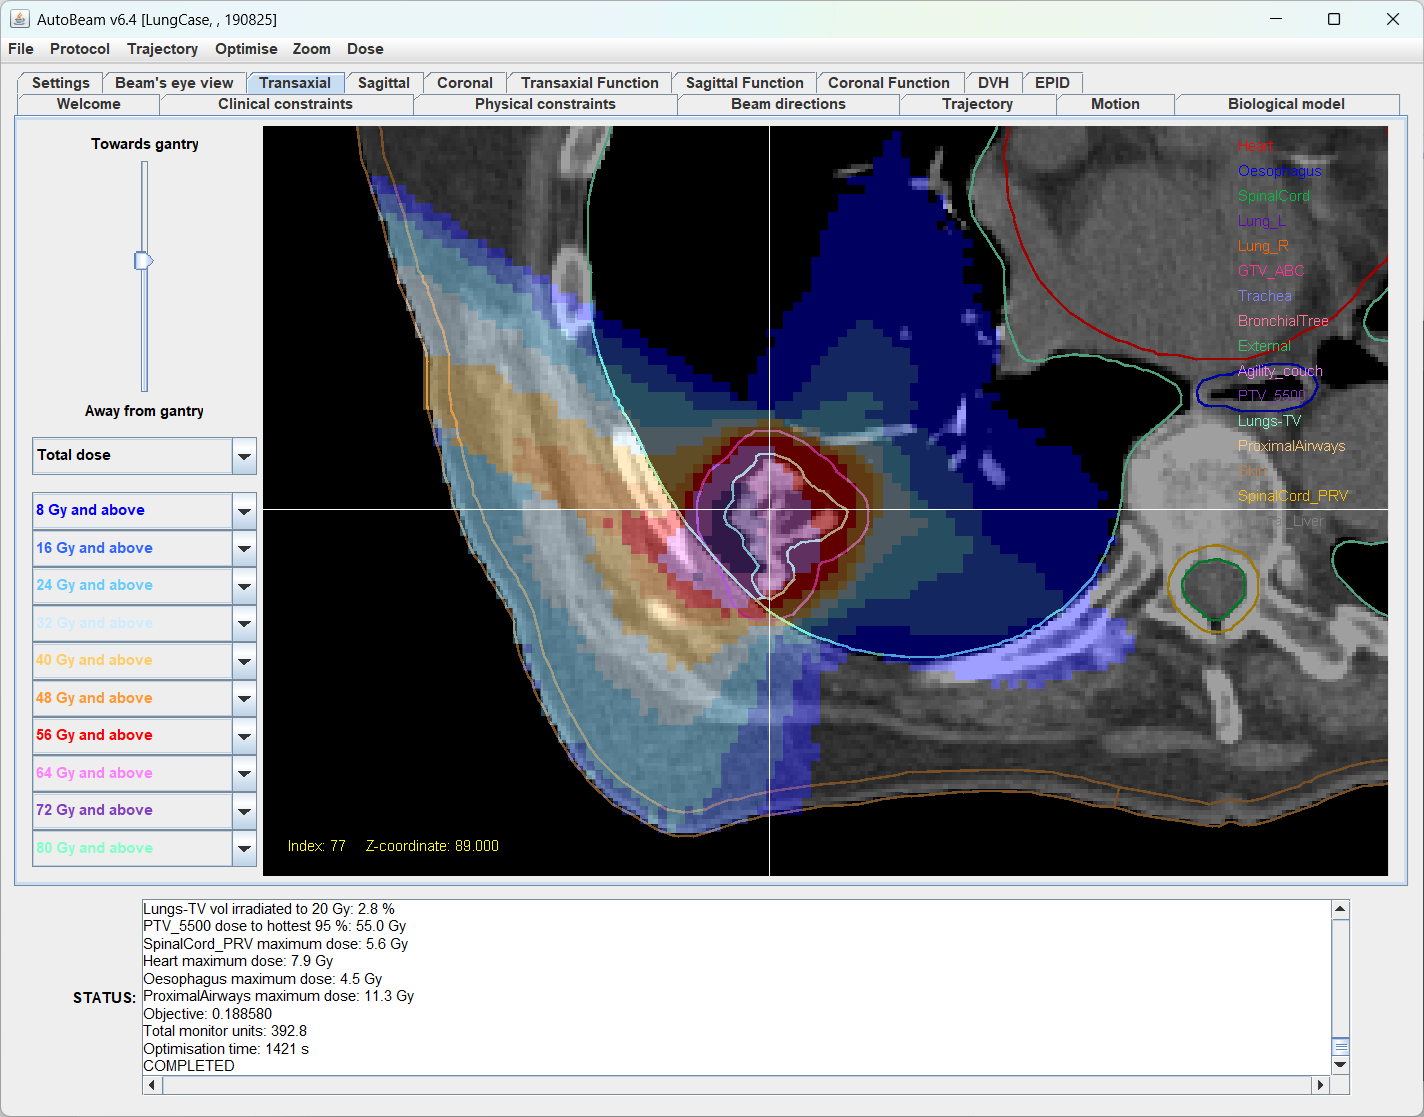 AutoBeam v6.4 [LungCase, , 190825]
File Protocol Trajectory Optimise Zoom Dose
Settings Beam's eye view Transaxial Sagittal Coronal Transaxial Function Sagittal Function Coronal Function DVH EPID
Welcome Clinical constraints Physical constraints Beam directions Trajectory Motion Biological model
Towards gantry
Away from gantry
Total dose
8 Gy and above
16 Gy and above
24 Gy and above
32 Gy and above
40 Gy and above
48 Gy and above
56 Gy and above
64 Gy and above
72 Gy and above
80 Gy and above
Heart
Oesophagus
SpinalCord
Lung_L
Lung_R
GTV_ABC
Trachea
BronchialTree
External
Agility_couch
PTV_5500
Lungs-TV
ProximalAirways
Skin
SpinalCord_PRV
Liver
Index: 77 Z-coordinate: 89.000
STATUS:
Lungs-TV vol irradiated to 20 Gy: 2.8 %
PTV_5500 dose to hottest 95 %: 55.0 Gy
SpinalCord_PRV maximum dose: 5.6 Gy
Heart maximum dose: 7.9 Gy
Oesophagus maximum dose: 4.5 Gy
ProximalAirways maximum dose: 11.3 Gy
Objective: 0.188580
Total monitor units: 392.8
Optimisation time: 1421 s
COMPLETED